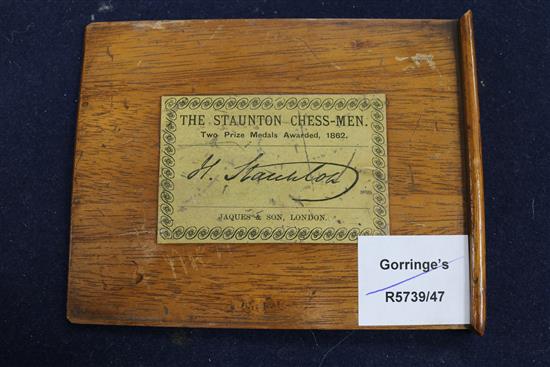 THE STAUNTON CHESS-MEN.
Two Prize Medals Awarded, 1862.
H. Staunton
JAQUES & SON, LONDON.
Gorringe's
R5739/47